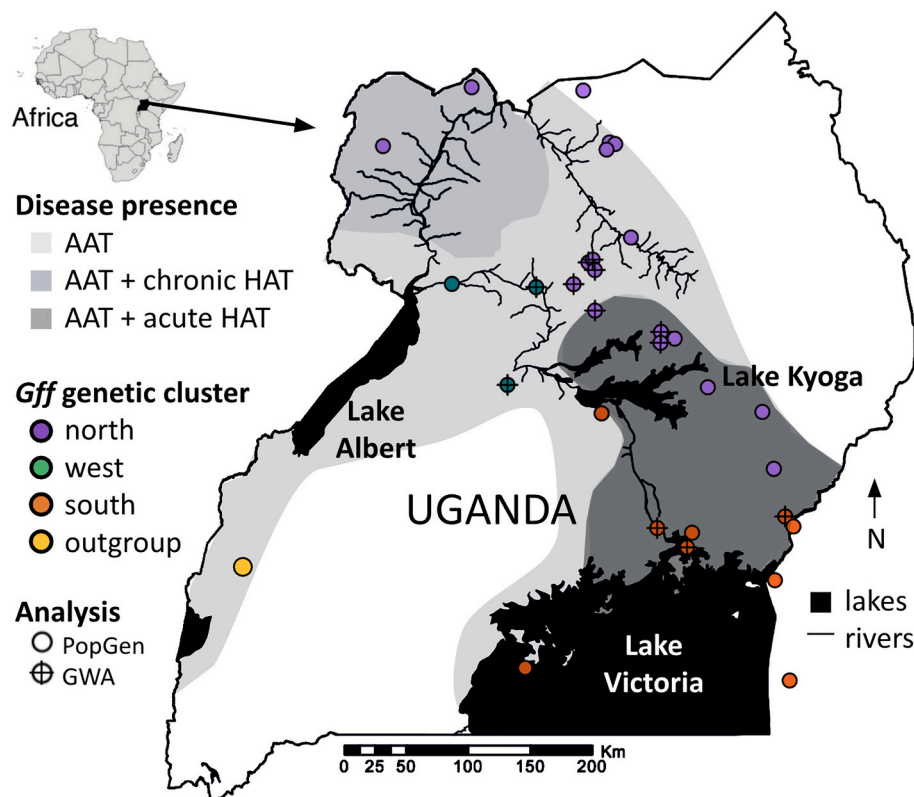 Africa
Disease presence
AAT
AAT + chronic HAT
AAT + acute HAT
Gff genetic cluster
north
west
south
outgroup
Analysis
PopGen
GWA
Lake
Albert
Lake Kyoga
UGANDA
N
lakes
rivers
Lake
Victoria
Km
0 25 50 100 150 200